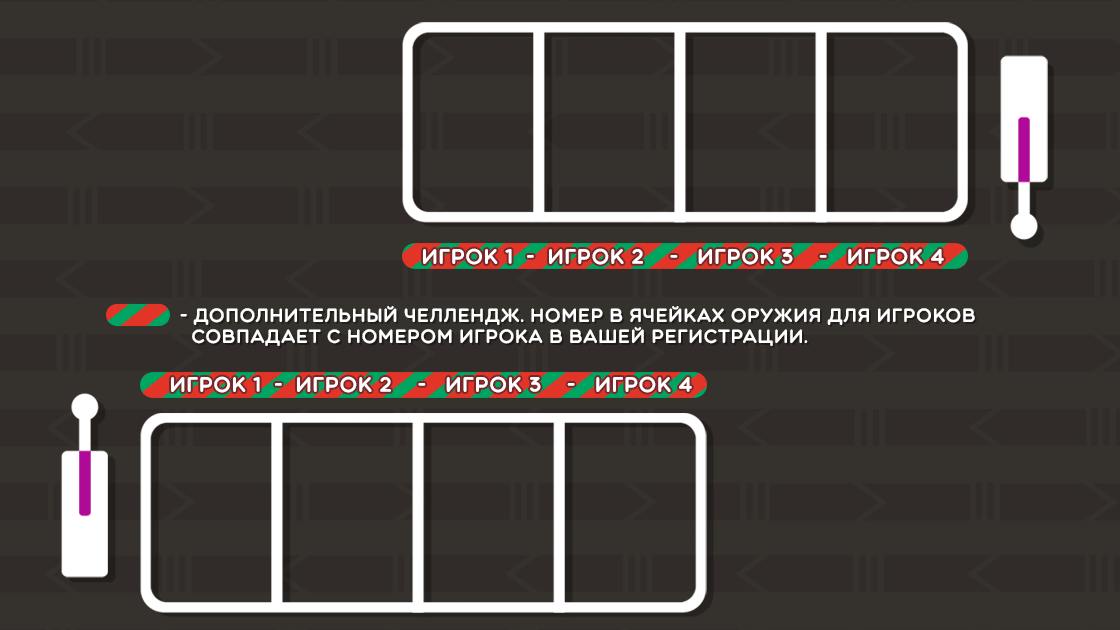 ИГРОК 1 - ИГРОК 2 - ИГРОК 3 - ИГРОК 4
- ДОПОЛНИТЕЛЬНЫЙ ЧЕЛЛЕНДЖ. НОМЕР В ЯЧЕЙКАХ ОРУЖИЯ ДЛЯ ИГРОКОВ
СОВПАДАЕТ С НОМЕРОМ ИГРОКА В ВАШЕЙ РЕГИСТРАЦИИ.
ИГРОК 1 - ИГРОК 2 - ИГРОК 3 - ИГРОК 4